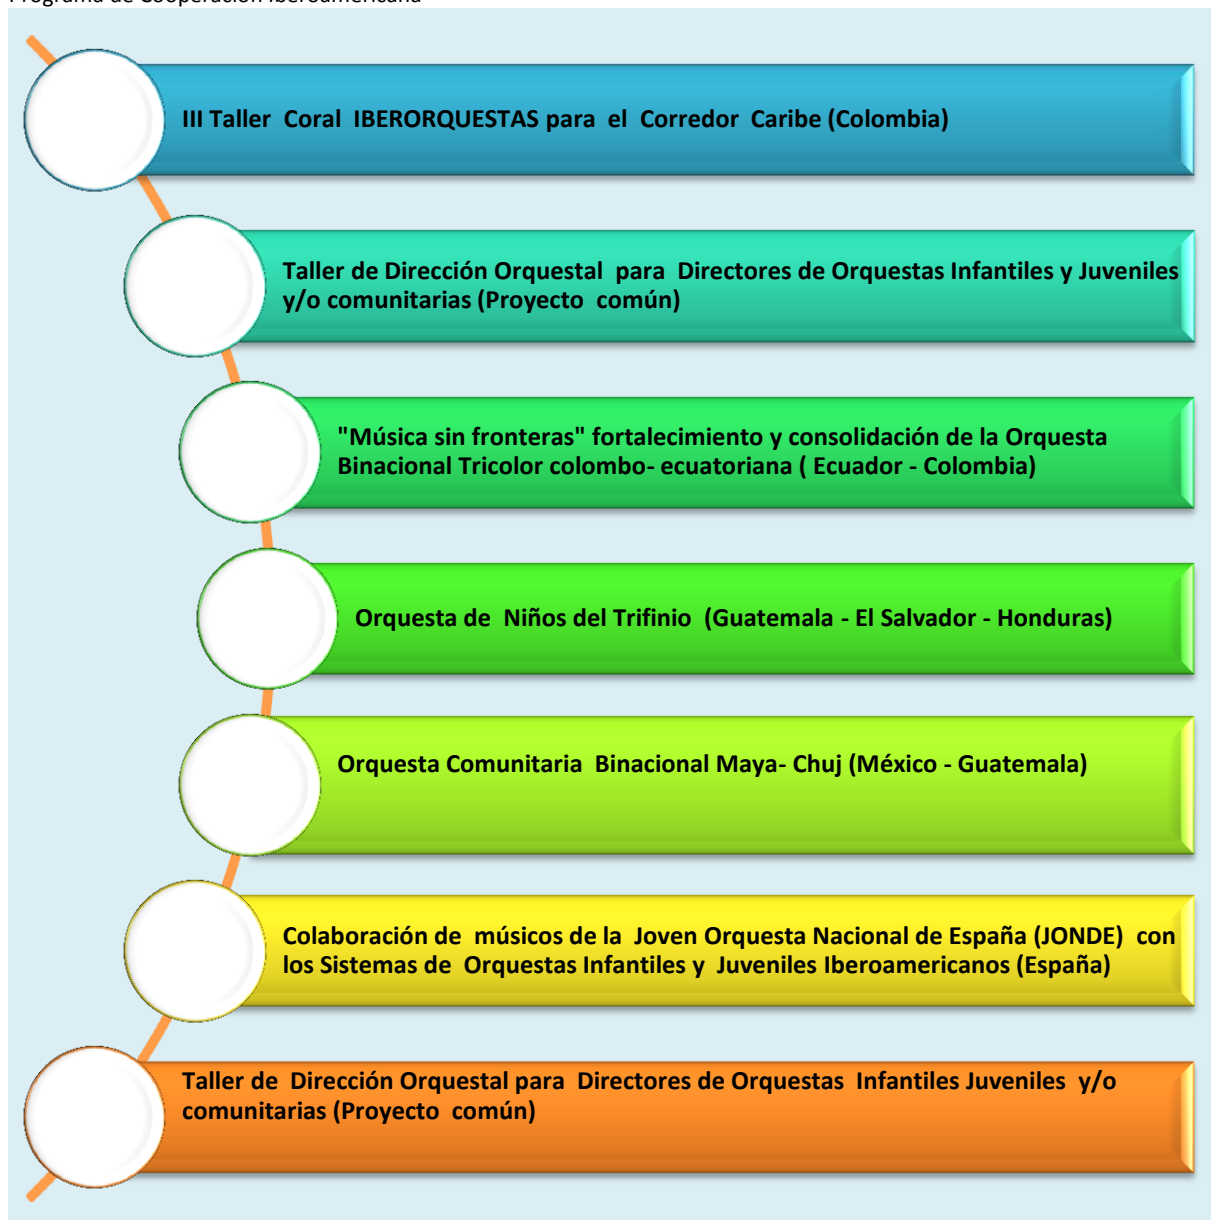 Programa de Cooperación Iberoamericana
III Taller Coral IBERORQUESTAS para el Corredor Caribe (Colombia)
Taller de Dirección Orquestal para Directores de Orquestas Infantiles y Juveniles
y/o comunitarias (Proyecto común)
"Música sin fronteras" fortalecimiento y consolidación de la Orquesta
Binacional Tricolor colombo- ecuatoriana ( Ecuador - Colombia)
Orquesta de Niños del Trifinio (Guatemala - El Salvador - Honduras)
Orquesta Comunitaria Binacional Maya- Chuj (México - Guatemala)
Colaboración de músicos de la Joven Orquesta Nacional de España (JONDE) con
los Sistemas de Orquestas Infantiles y Juveniles Iberoamericanos (España)
Taller de Dirección Orquestal para Directores de Orquestas Infantiles Juveniles y/o
comunitarias (Proyecto común)